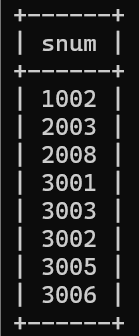 +------+
| snum |
+------+
| 1002 |
| 2003 |
| 2008 |
| 3001 |
| 3003 |
| 3002 |
| 3005 |
| 3006 |
+------+